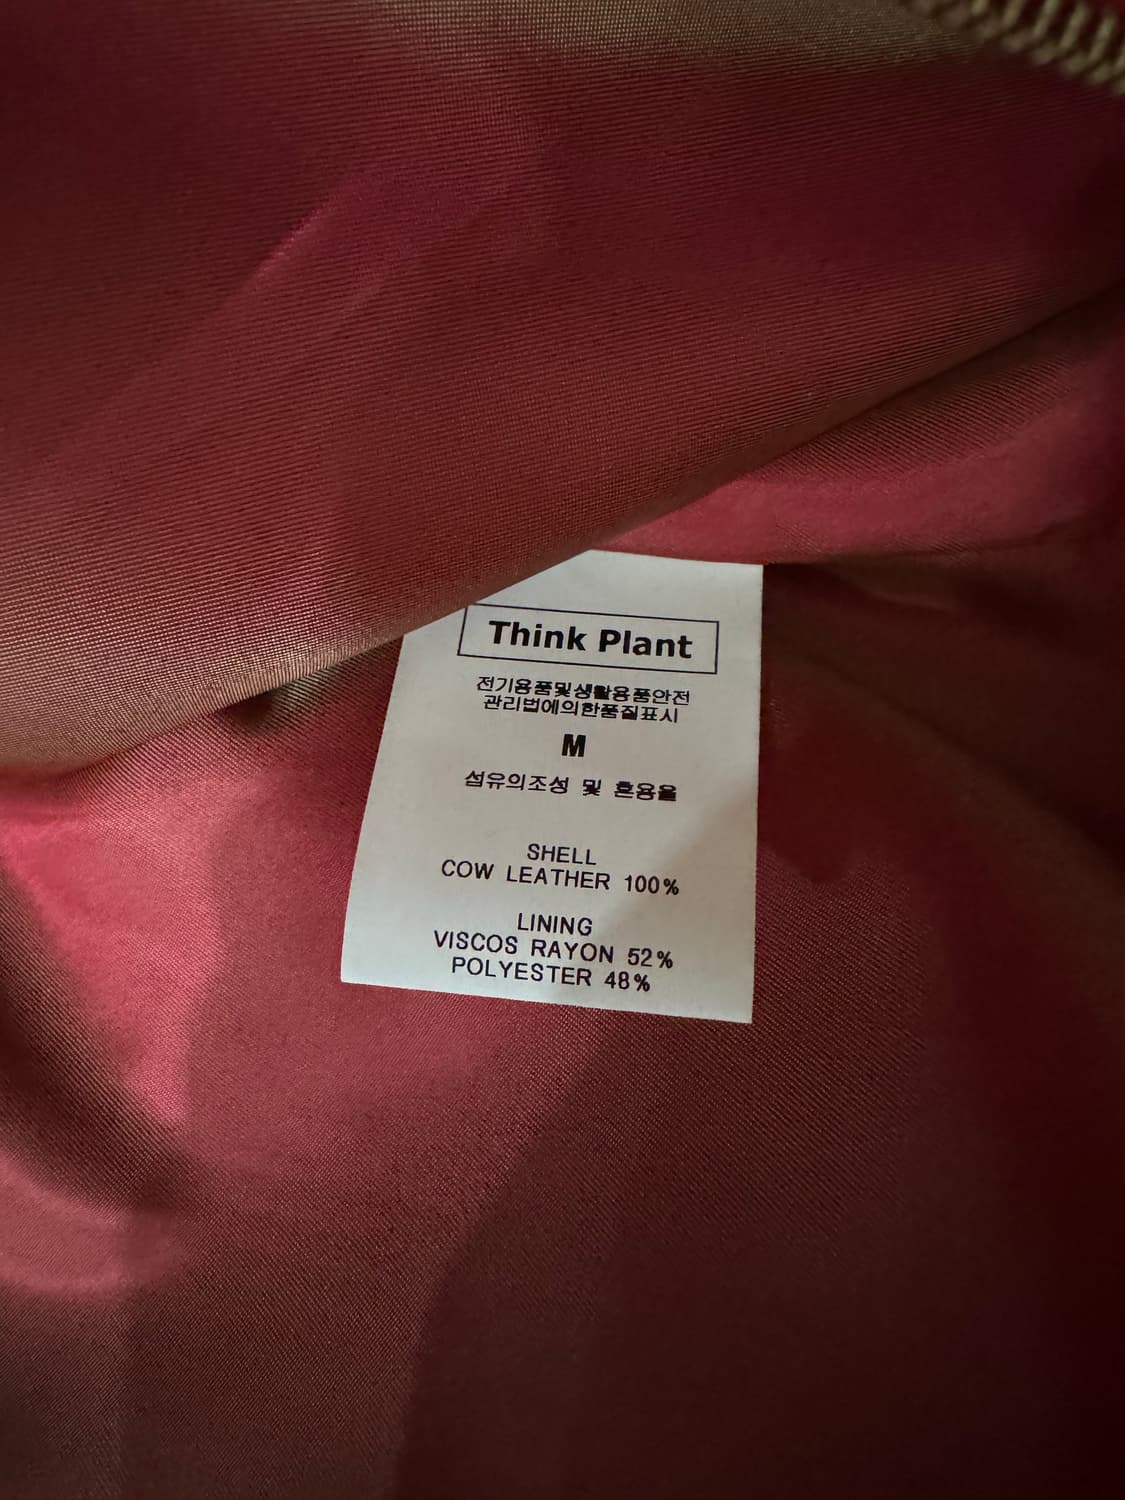 Think Plant
전기용품및생활용품안전
관리법에의한품질표시
M
섬유의조성 및 혼용율
SHELL
COW LEATHER 100%
LINING
VISCOS RAYON 52%
POLYESTER 48%